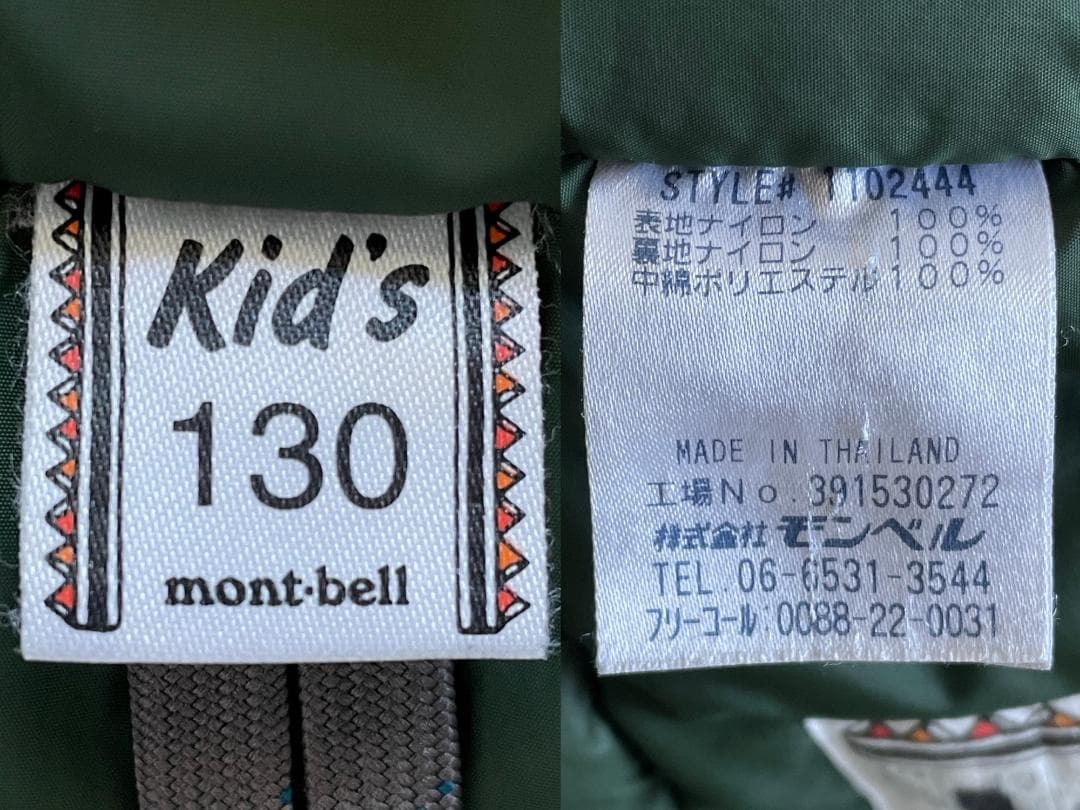 Kid's
130
mont·bell
STYLE# 1102444
表地ナイロン 100%
裏地ナイロン 100%
中綿ポリエステル100%
MADE IN THAILAND
工場No.391530272
株式会社モンベル
TEL.06-6531-3544
フリーコール:0088-22-0031